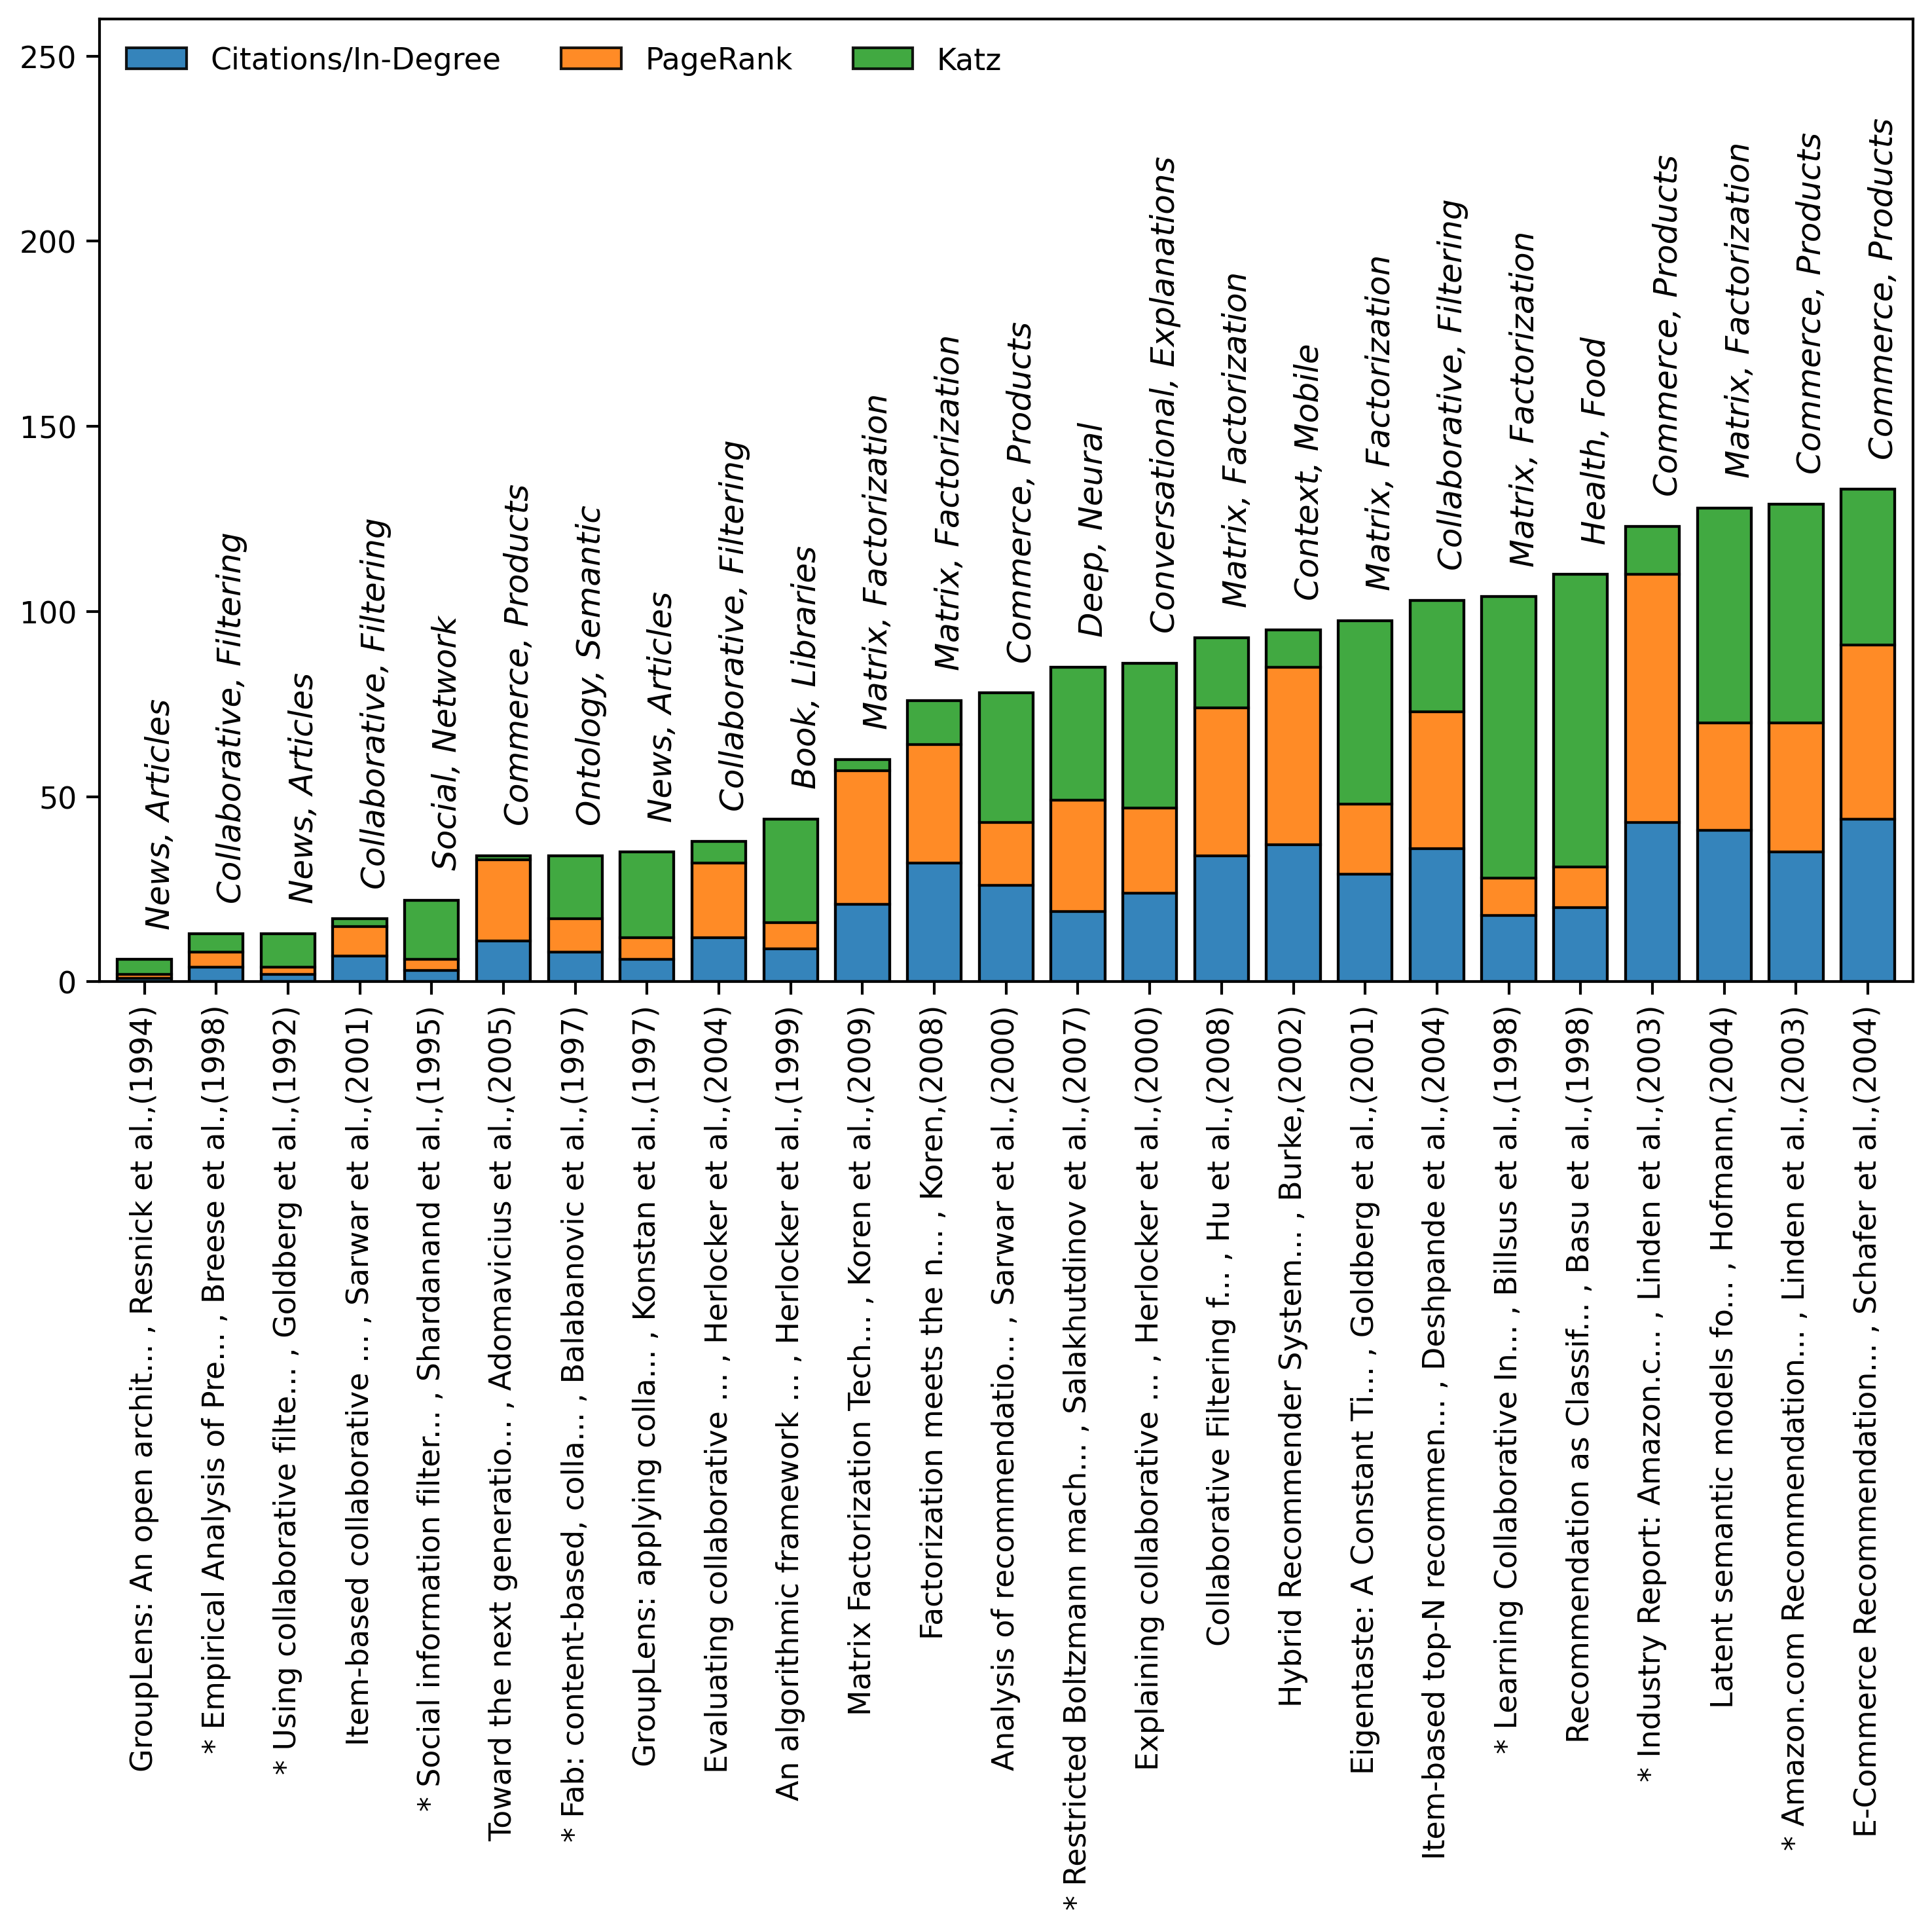 250
200
150
100
50
0
Citations/In-Degree
PageRank
Katz
News, Articles
Collaborative, Filtering
News, Articles
Collaborative, Filtering
Social, Network
Commerce, Products
Ontology, Semantic
News, Articles
Collaborative, Filtering
Book, Libraries
Matrix, Factorization
Matrix, Factorization
Commerce, Products
Deep, Neural
Conversational, Explanations
Matrix, Factorization
Context, Mobile
Matrix, Factorization
Collaborative, Filtering
Matrix, Factorization
Health, Food
Commerce, Products
Matrix, Factorization
Commerce, Products
Commerce, Products
GroupLens: An open archit... , Resnick et al.,(1994)
* Empirical Analysis of Pre... , Breese et al.,(1998)
* Using collaborative filte... , Goldberg et al.,(1992)
Item-based collaborative ... , Sarwar et al.,(2001)
* Social information filter... , Shardanand et al.,(1995)
Toward the next generatio... , Adomavicius et al.,(2005)
* Fab: content-based, colla... , Balabanovic et al.,(1997)
GroupLens: applying colla... , Konstan et al.,(1997)
Evaluating collaborative ... , Herlocker et al.,(2004)
An algorithmic framework ... , Herlocker et al.,(1999)
Matrix Factorization Tech... , Koren et al.,(2009)
Factorization meets the n... , Koren,(2008)
Analysis of recommendatio... , Sarwar et al.,(2000)
* Restricted Boltzmann mach... , Salakhutdinov et al.,(2007)
Explaining collaborative ... , Herlocker et al.,(2000)
Collaborative Filtering f... , Hu et al.,(2008)
Hybrid Recommender System... , Burke,(2002)
Eigentaste: A Constant Ti... , Goldberg et al.,(2001)
Item-based top-N recommen... , Deshpande et al.,(2004)
* Learning Collaborative In... , Billsus et al.,(1998)
Recommendation as Classif... , Basu et al.,(1998)
* Industry Report: Amazon.c... , Linden et al.,(2003)
Latent semantic models fo... , Hofmann,(2004)
* Amazon.com Recommendation... , Linden et al.,(2003)
E-Commerce Recommendation... , Schafer et al.,(2004)